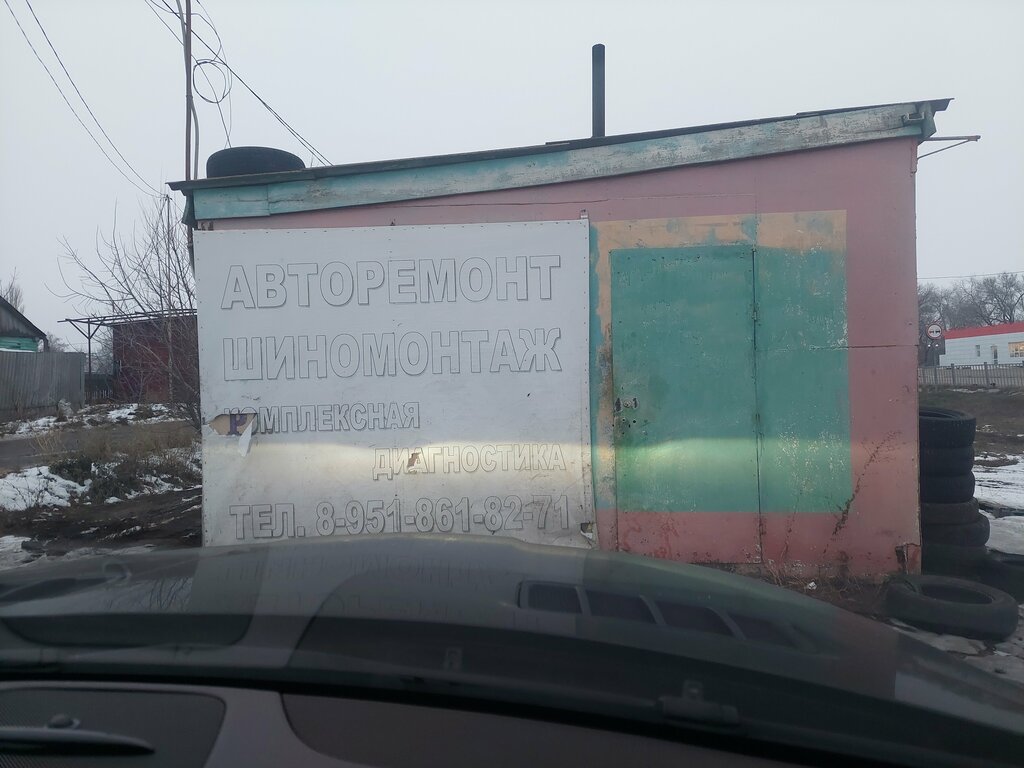 АВТОРЕМОНТ
ШИНОМОНТАЖ
КОМПЛЕКСНАЯ
ДИАГНОСТИКА
ТЕЛ. 8-951-861-82-71